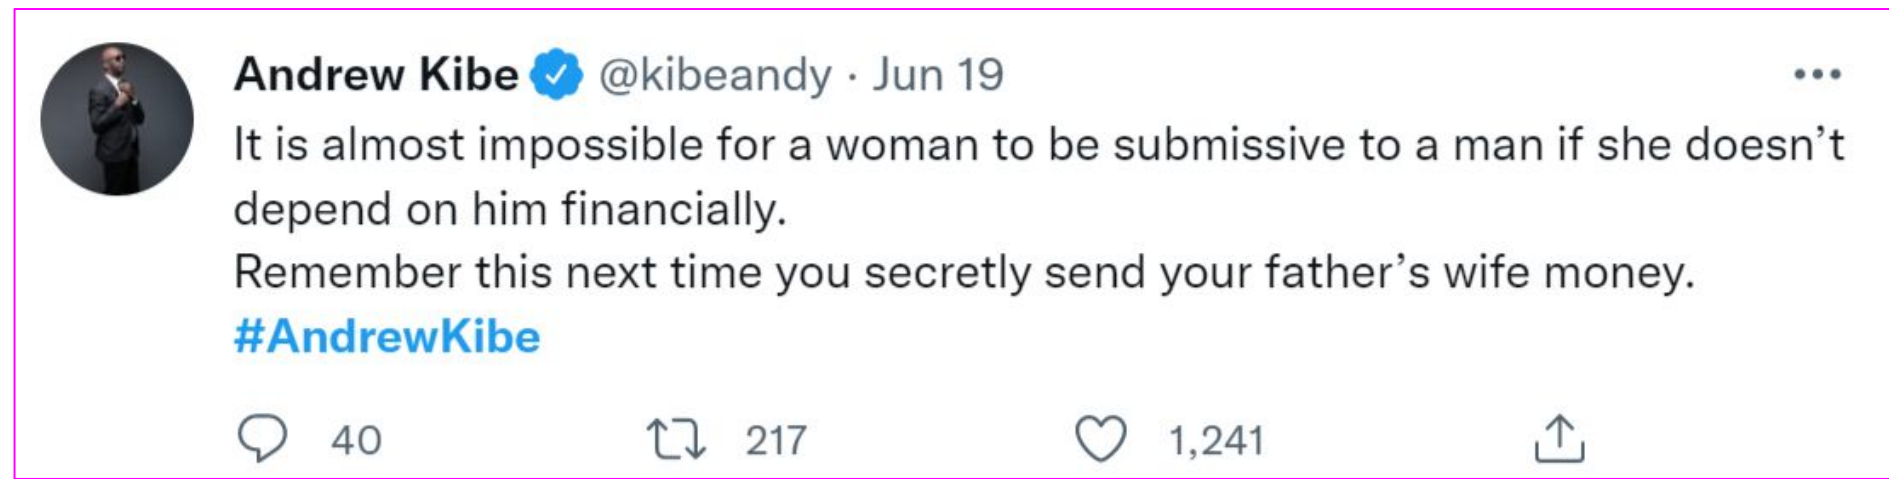 Andrew Kibe @kibeandy · Jun 19
It is almost impossible for a woman to be submissive to a man if she doesn’t
depend on him financially.
Remember this next time you secretly send your father’s wife money.
#AndrewKibe
40 217 1,241